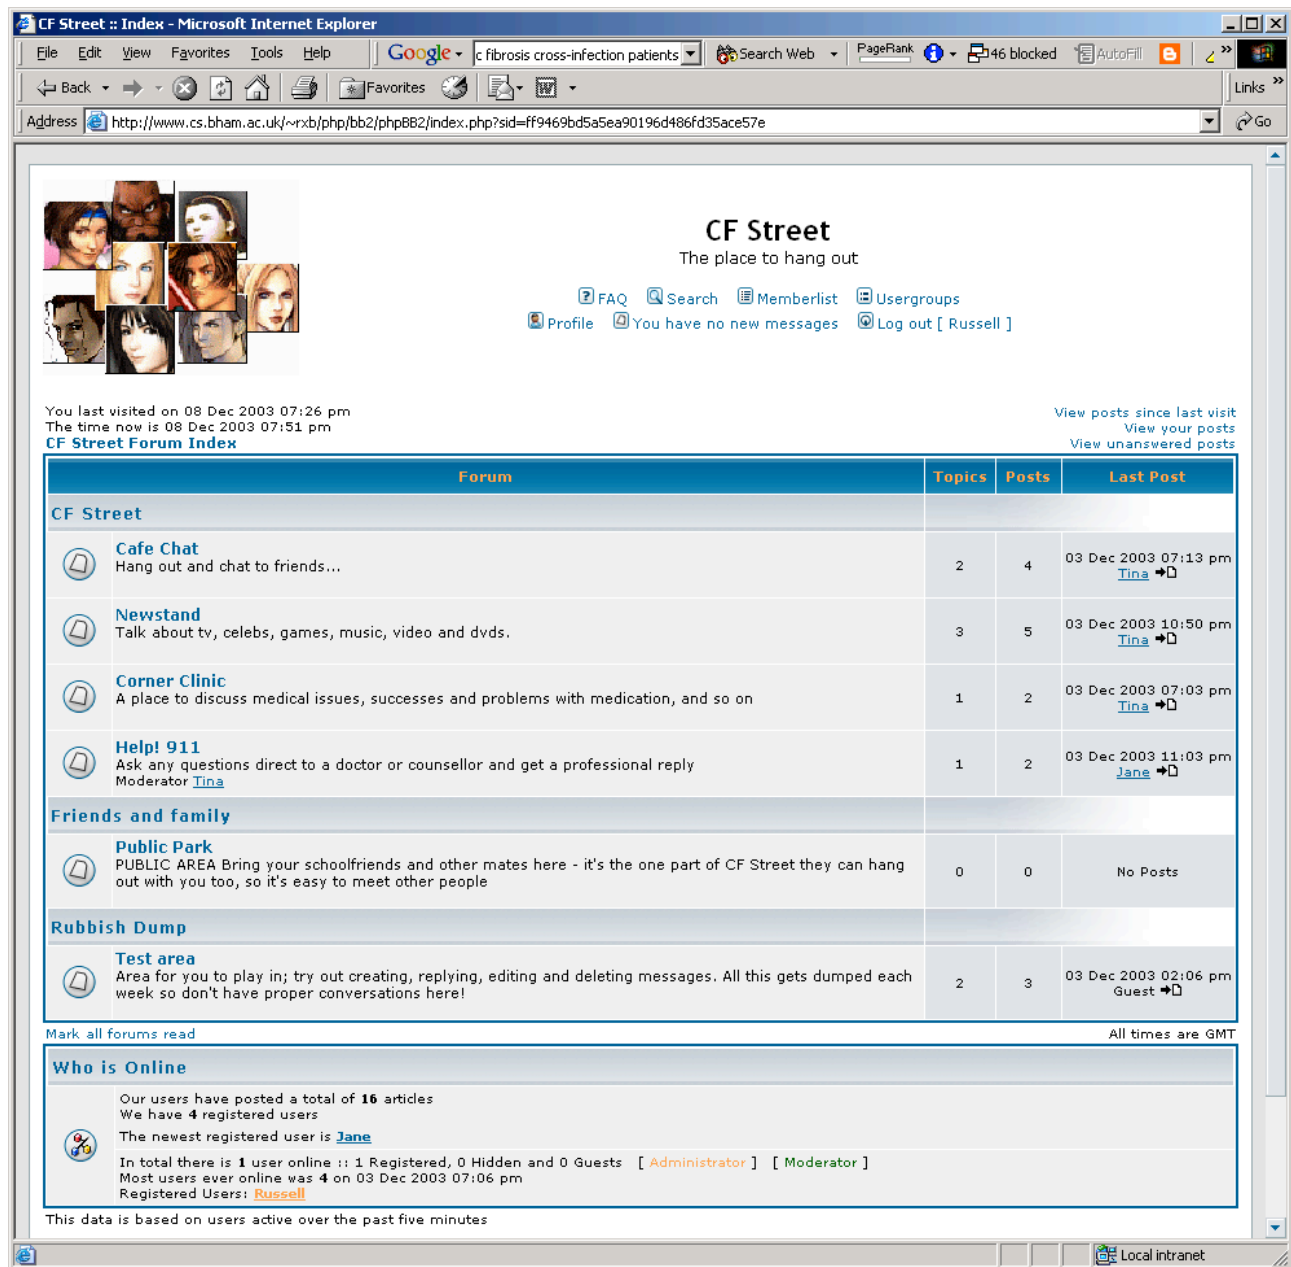 CF Street :: Index - Microsoft Internet Explorer
File Edit View Favorites Tools Help Google c fibrosis cross-infection patients Search Web PageRank 46 blocked AutoFill
Back Favorites Links
Address http://www.cs.bham.ac.uk/~rxb/php/bb2/phpBB2/index.php?sid=ff9469bd5a5ea90196d486fd35ace57e Go
CF Street
The place to hang out
FAQ Search Memberlist Usergroups
Profile You have no new messages Log out [ Russell ]
You last visited on 08 Dec 2003 07:26 pm View posts since last visit
The time now is 08 Dec 2003 07:51 pm View your posts
CF Street Forum Index View unanswered posts
Forum Topics Posts Last Post
CF Street
Cafe Chat
Hang out and chat to friends...
2 4 03 Dec 2003 07:13 pm
Tina
Newstand
Talk about tv, celebs, games, music, video and dvds.
3 5 03 Dec 2003 10:50 pm
Tina
Corner Clinic
A place to discuss medical issues, successes and problems with medication, and so on
1 2 03 Dec 2003 07:03 pm
Tina
Help! 911
Ask any questions direct to a doctor or counsellor and get a professional reply
Moderator Tina
1 2 03 Dec 2003 11:03 pm
Jane
Friends and family
Public Park
PUBLIC AREA Bring your schoolfriends and other mates here - it's the one part of CF Street they can hang
out with you too, so it's easy to meet other people
0 0 No Posts
Rubbish Dump
Test area
Area for you to play in; try out creating, replying, editing and deleting messages. All this gets dumped each
week so don't have proper conversations here!
2 3 03 Dec 2003 02:06 pm
Guest
Mark all forums read All times are GMT
Who is Online
Our users have posted a total of 16 articles
We have 4 registered users
The newest registered user is Jane
In total there is 1 user online :: 1 Registered, 0 Hidden and 0 Guests [ Administrator ] [ Moderator ]
Most users ever online was 4 on 03 Dec 2003 07:06 pm
Registered Users: Russell
This data is based on users active over the past five minutes
Local intranet